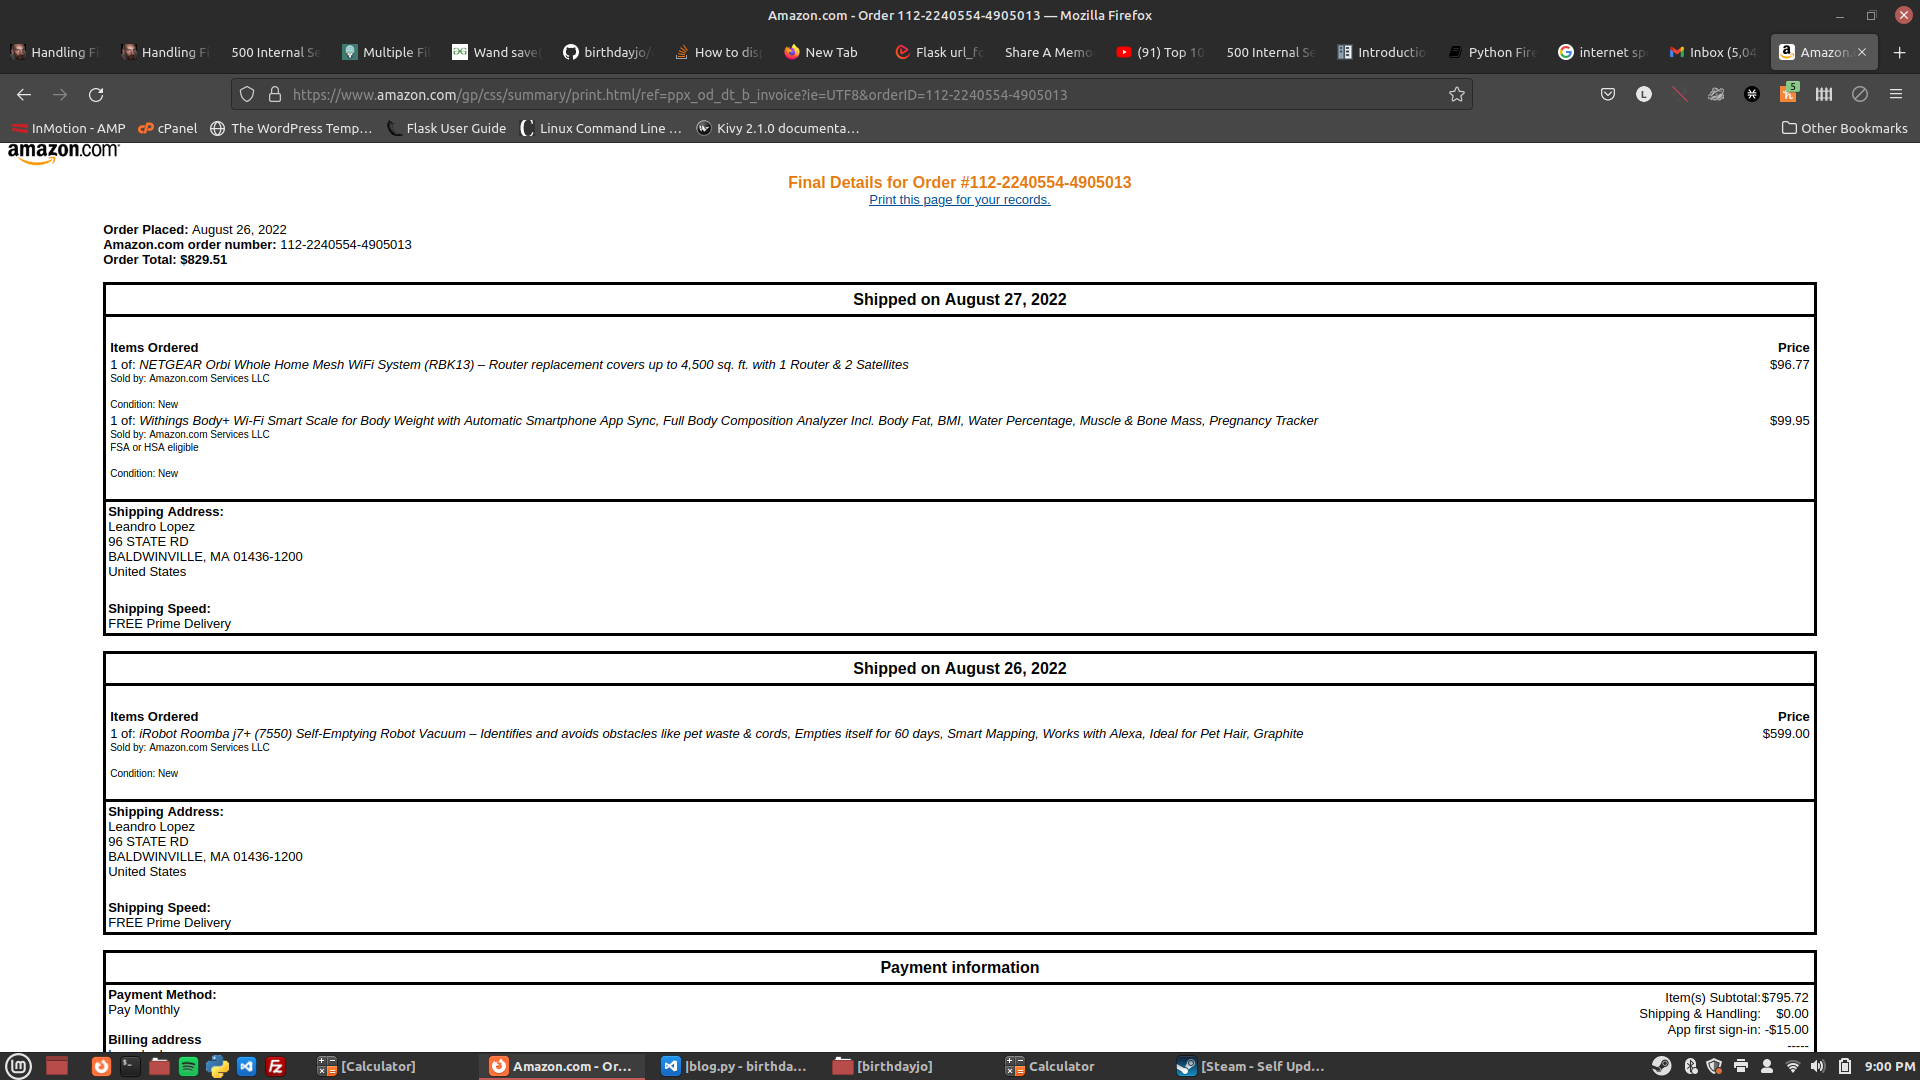 Amazon.com - Order 112-2240554-4905013 — Mozilla Firefox
Handling Fi
Handling Fi
500 Internal Se
Multiple Fil
Wand save
birthdayjo/
How to disp
New Tab
Flask url_fo
Share A Memo
(91) Top 10
500 Internal Se
Introductio
Python Fire
internet spe
Inbox (5,04
Amazon.
https://www.amazon.com/gp/css/summary/print.html/ref=ppx_od_dt_b_invoice?ie=UTF8&orderID=112-2240554-4905013
L
5
InMotion - AMP
cPanel
The WordPress Temp…
Flask User Guide
Linux Command Line …
Kivy 2.1.0 documenta…
Other Bookmarks
amazon.com
Final Details for Order #112-2240554-4905013
Print this page for your records.
Order Placed: August 26, 2022
Amazon.com order number: 112-2240554-4905013
Order Total: $829.51
Shipped on August 27, 2022
Items Ordered Price
1 of: NETGEAR Orbi Whole Home Mesh WiFi System (RBK13) – Router replacement covers up to 4,500 sq. ft. with 1 Router & 2 Satellites $96.77
Sold by: Amazon.com Services LLC
Condition: New
1 of: Withings Body+ Wi-Fi Smart Scale for Body Weight with Automatic Smartphone App Sync, Full Body Composition Analyzer Incl. Body Fat, BMI, Water Percentage, Muscle & Bone Mass, Pregnancy Tracker $99.95
Sold by: Amazon.com Services LLC
FSA or HSA eligible
Condition: New
Shipping Address:
Leandro Lopez
96 STATE RD
BALDWINVILLE, MA 01436-1200
United States
Shipping Speed:
FREE Prime Delivery
Shipped on August 26, 2022
Items Ordered Price
1 of: iRobot Roomba j7+ (7550) Self-Emptying Robot Vacuum – Identifies and avoids obstacles like pet waste & cords, Empties itself for 60 days, Smart Mapping, Works with Alexa, Ideal for Pet Hair, Graphite $599.00
Sold by: Amazon.com Services LLC
Condition: New
Shipping Address:
Leandro Lopez
96 STATE RD
BALDWINVILLE, MA 01436-1200
United States
Shipping Speed:
FREE Prime Delivery
Payment information
Payment Method:
Pay Monthly
Item(s) Subtotal: $795.72
Shipping & Handling: $0.00
App first sign-in: -$15.00
-----
Billing address
[Calculator]
Amazon.com - Or…
|blog.py - birthda…
[birthdayjo]
Calculator
[Steam - Self Upd…
9:00 PM